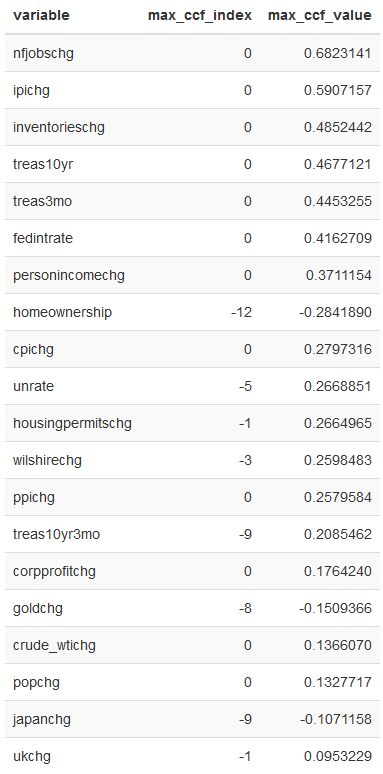 variable max_ccf_index max_ccf_value
nfjobschg 0 0.6823141
ipichg 0 0.5907157
inventorieschg 0 0.4852442
treas10yr 0 0.4677121
treas3mo 0 0.4453255
fedintrate 0 0.4162709
personincomechg 0 0.3711154
homeownership -12 -0.2841890
cpichg 0 0.2797316
unrate -5 0.2668851
housingpermitschg -1 0.2664965
wilshirechg -3 0.2598483
ppichg 0 0.2579584
treas10yr3mo -9 0.2085462
corpprofitchg 0 0.1764240
goldchg -8 -0.1509366
crude_wtichg 0 0.1366070
popchg 0 0.1327717
japanchg -9 -0.1071158
ukchg -1 0.0953229